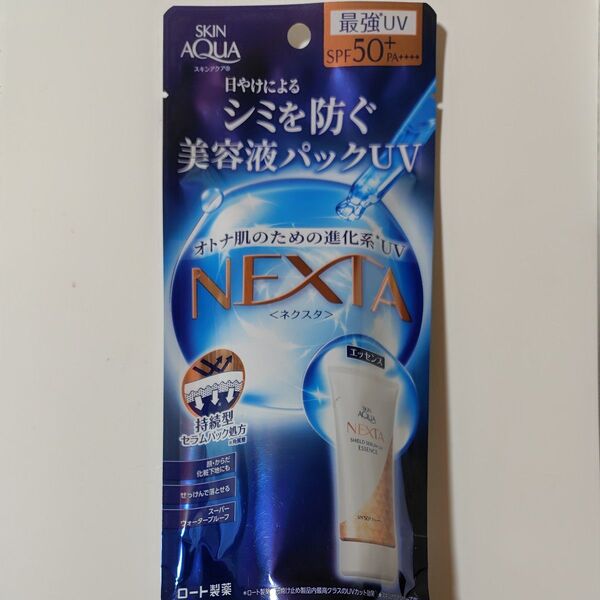 SKIN
AQUA
スキンアクア®
最強UV
SPF50+
PA++++
日やけによる
シミを防ぐ
美容液パックUV
オトナ肌のための進化系*UV
NEXTA
<ネクスタ>
エッセンス
持続型
セラムパック処方
顔・からだ
化粧下地にも
せっけんで落とせる
スーパー
ウォータープルーフ
SKIN
AQUA
NEXTA
ESSENCE
ロート製薬